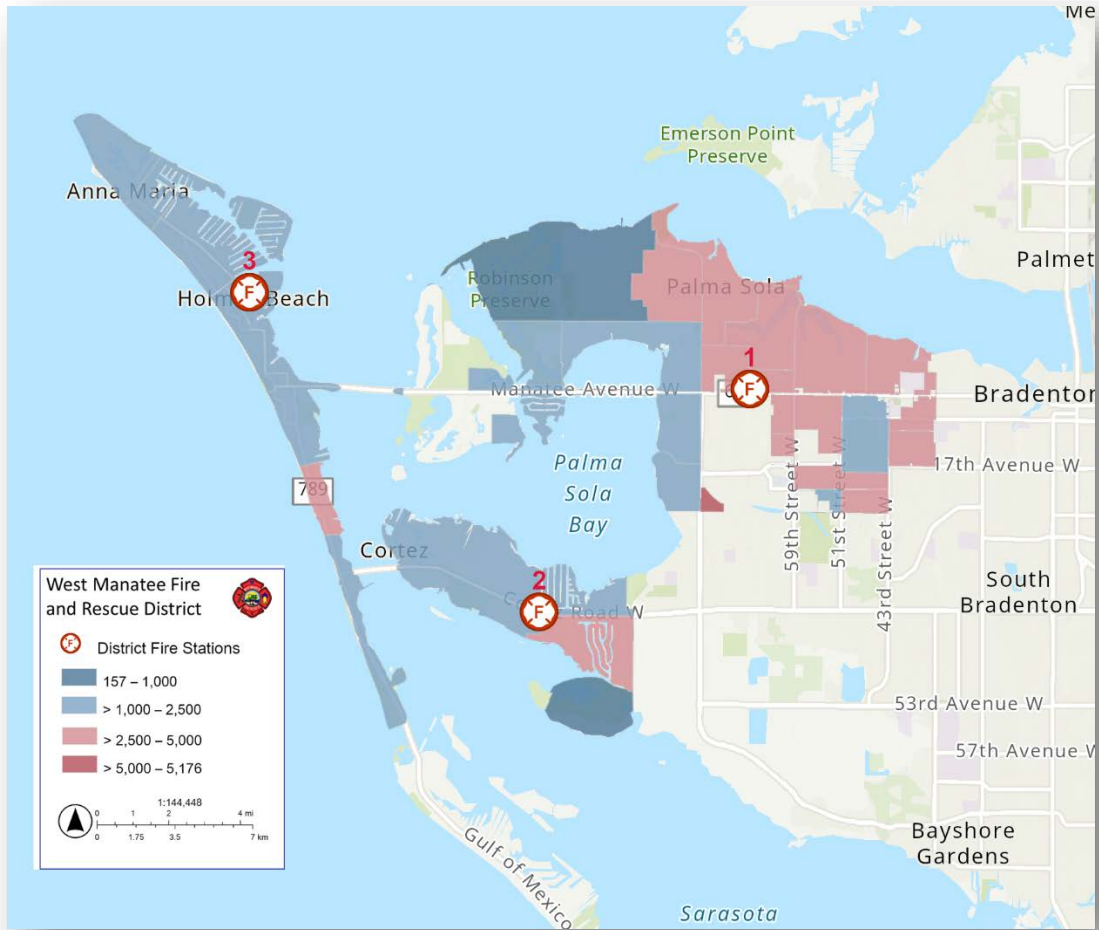 Me
Emerson Point
Preserve
Anna Maria
Palmet
3
Robinson
Preserve
Palma Sola
Holm Beach
1
6
Manatee Avenue W
Bradenton
Palma
Sola
Bay
17th Avenue W
789
59th Street W
51st Street W
43rd Street W
Cortez
2
South
Bradenton
Road W
53rd Avenue W
57th Avenue W
Bayshore
Gardens
Gulf of Mexico
Sarasota
West Manatee Fire
and Rescue District
F District Fire Stations
157 – 1,000
> 1,000 – 2,500
> 2,500 – 5,000
> 5,000 – 5,176
1:144,448
0 1 2 4 mi
0 1.75 3.5 7 km
F
F
F